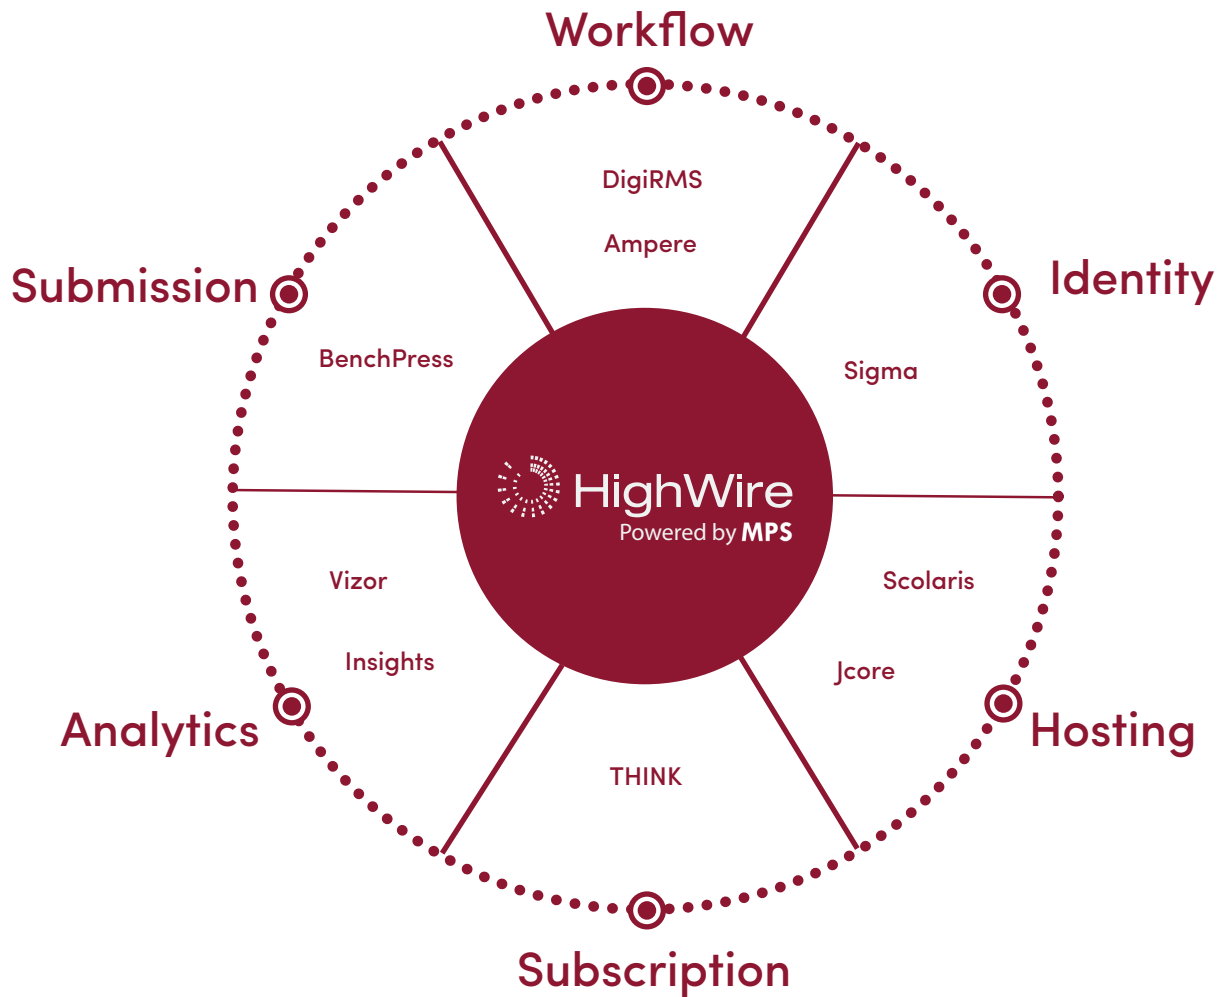 Workflow
DigiRMS
Ampere
Submission
Identity
BenchPress
Sigma
HighWire
Powered by MPS
Vizor
Scolaris
Insights
Jcore
Analytics
Hosting
THINK
Subscription